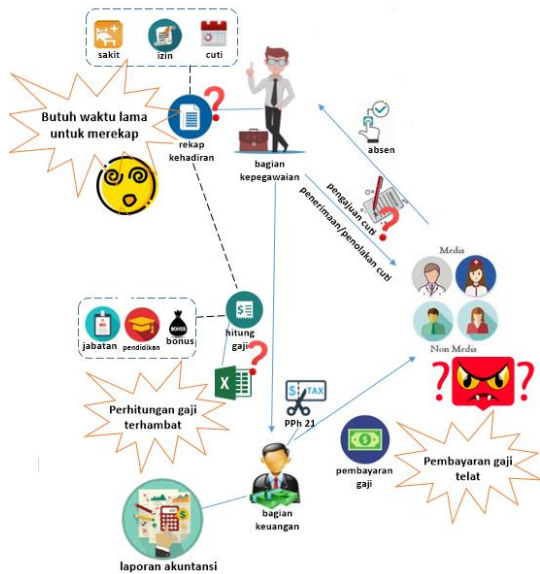 sakit
izin
cuti
Butuh waktu lama
untuk merekap
?
rekap
kehadiran
bagian
kepegawaian
absen
pengajuan cuti
?
penerimaan/penolakan cuti
Medis
Non Medis
jabatan
pendidikan
BONUS
bonus
$
hitung
gaji
?
X
Perhitungan gaji
terhambat
$ TAX
PPh 21
? ?
pembayaran
gaji
Pembayaran gaji
telat
bagian
keuangan
laporan akuntansi